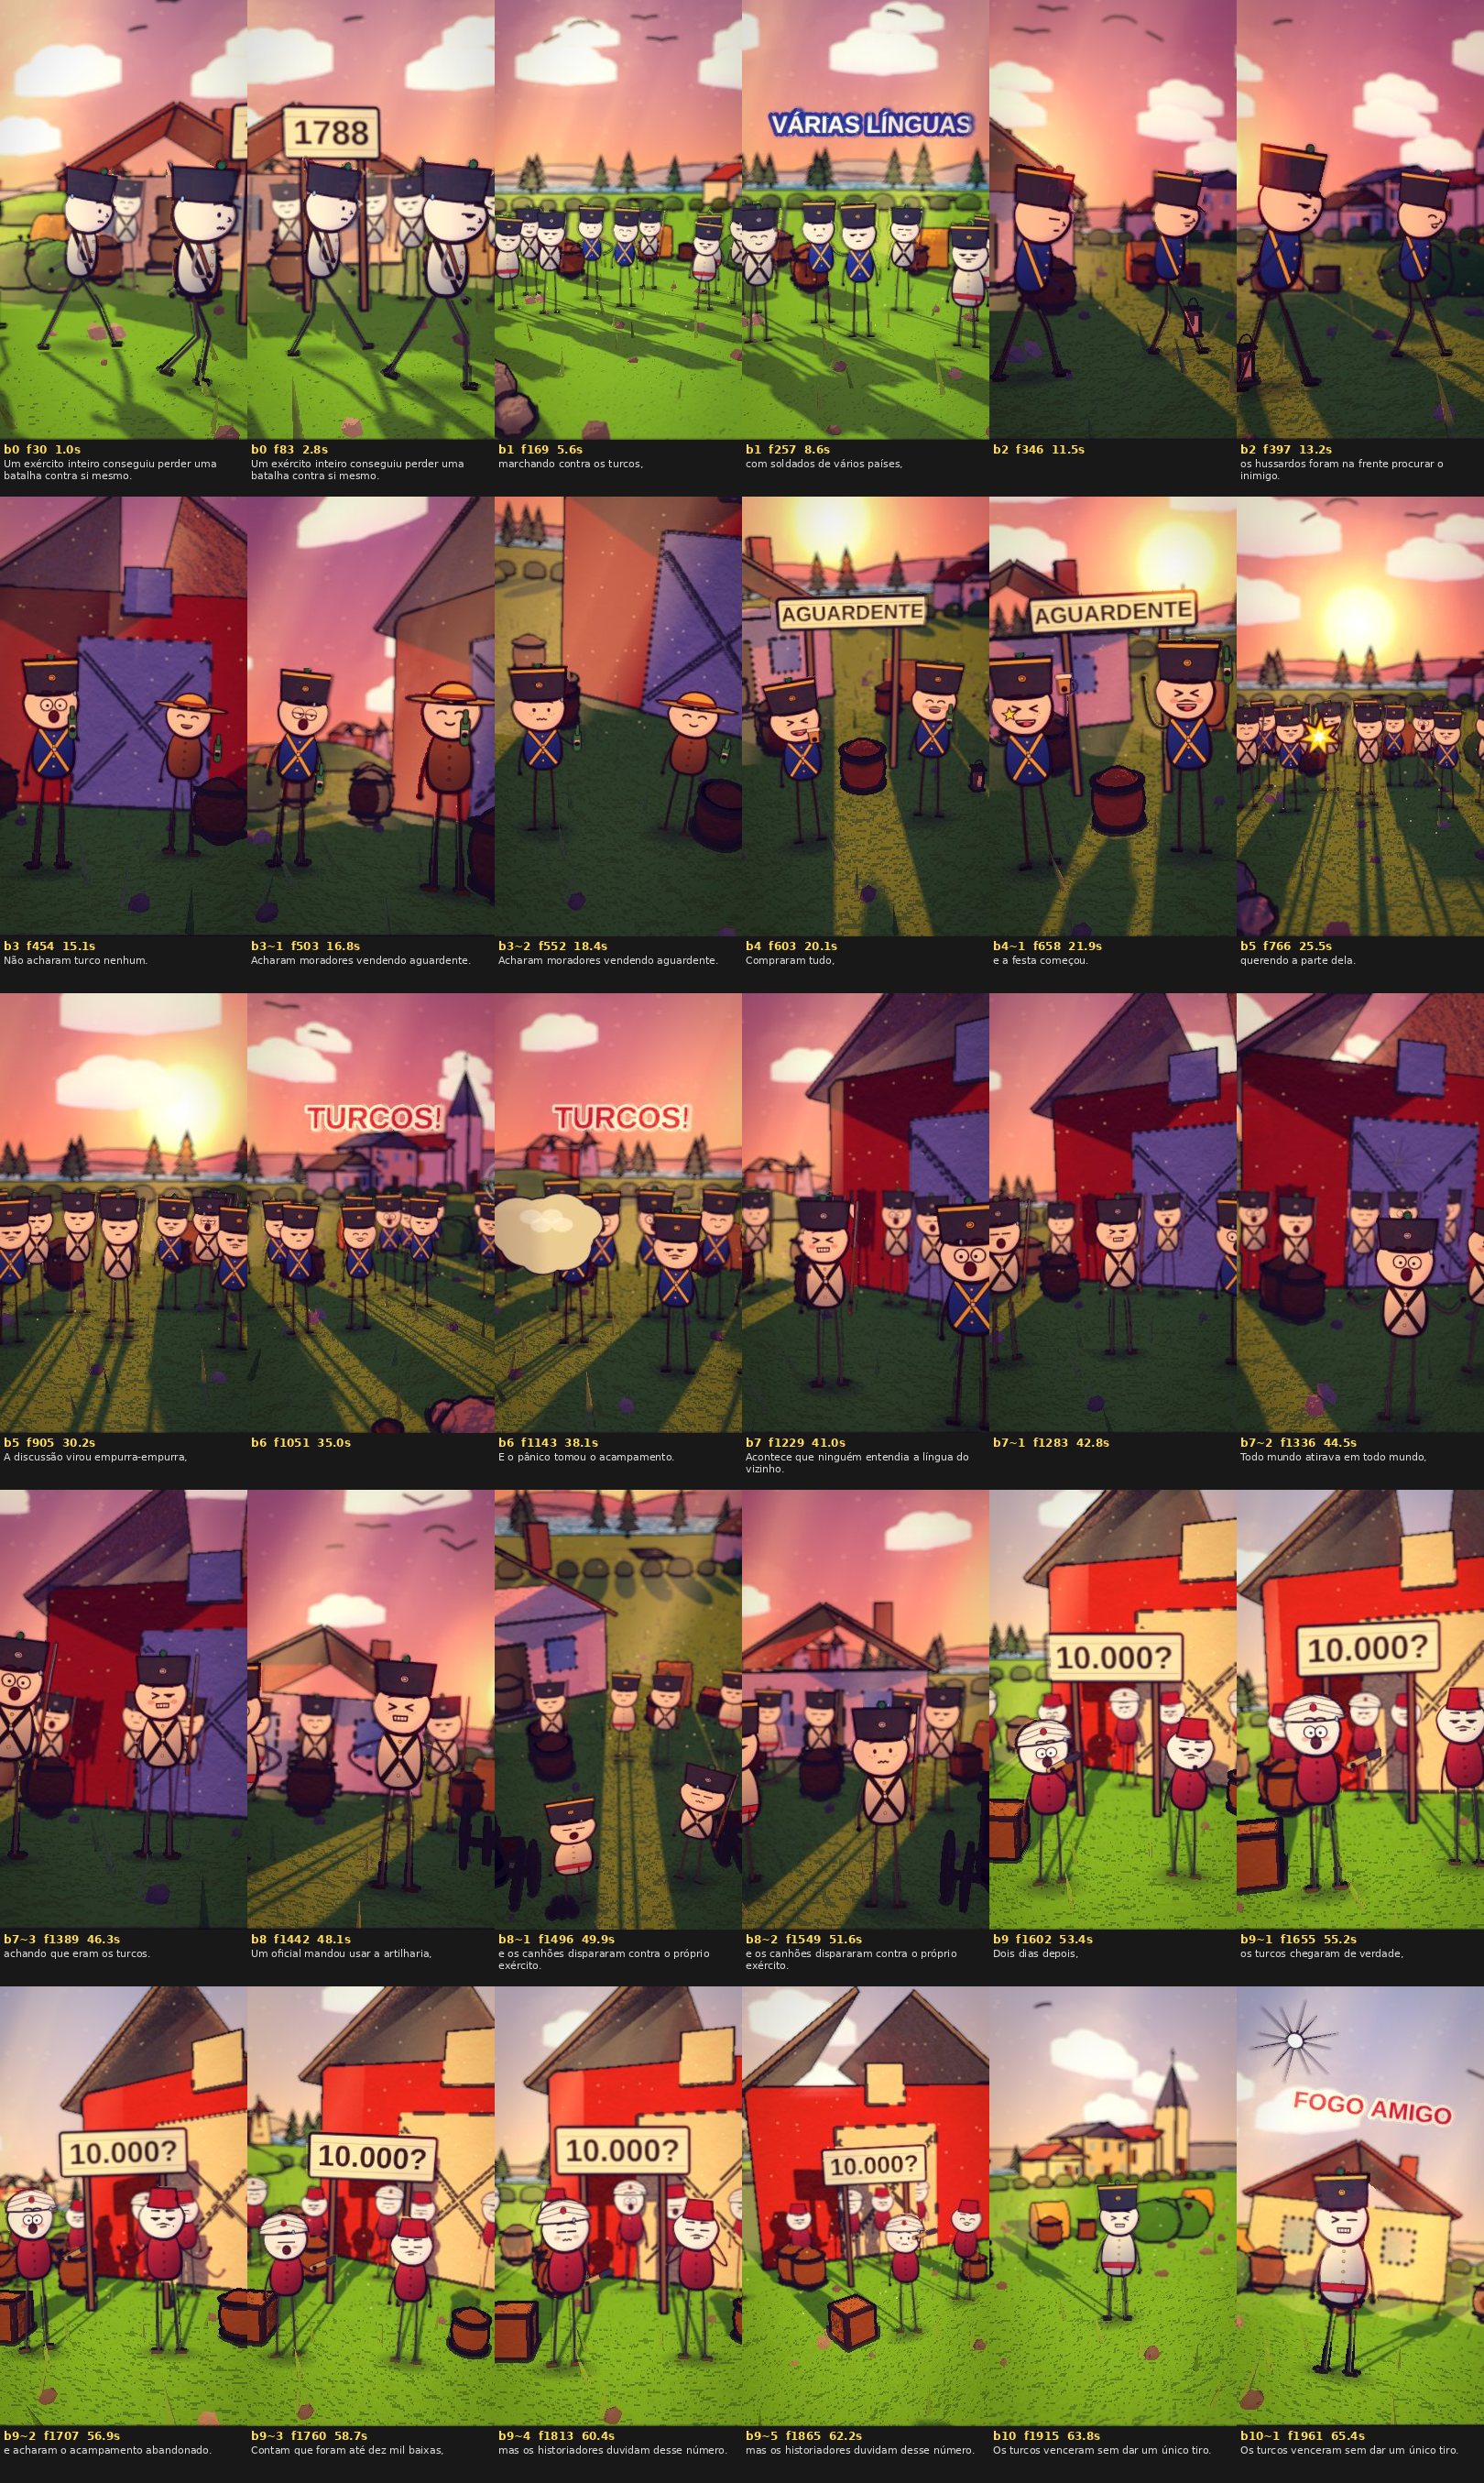 1788
VÁRIAS LÍNGUAS
b0 f30 1.0s
Um exército inteiro conseguiu perder uma
batalha contra si mesmo.
b0 f83 2.8s
Um exército inteiro conseguiu perder uma
batalha contra si mesmo.
b1 f169 5.6s
marchando contra os turcos,
b1 f257 8.6s
com soldados de vários países,
b2 f346 11.5s
b2 f397 13.2s
os hussardos foram na frente procurar o
inimigo.
AGUARDENTE
AGUARDENTE
b3 f454 15.1s
Não acharam turco nenhum.
b3~1 f503 16.8s
Acharam moradores vendendo aguardente.
b3~2 f552 18.4s
Acharam moradores vendendo aguardente.
b4 f603 20.1s
Compraram tudo,
b4~1 f658 21.9s
e a festa começou.
b5 f766 25.5s
querendo a parte dela.
TURCOS!
TURCOS!
b5 f905 30.2s
A discussão virou empurra-empurra,
b6 f1051 35.0s
b6 f1143 38.1s
E o pânico tomou o acampamento.
b7 f1229 41.0s
Acontece que ninguém entendia a língua do
vizinho.
b7~1 f1283 42.8s
b7~2 f1336 44.5s
Todo mundo atirava em todo mundo,
10.000?
10.000?
b7~3 f1389 46.3s
achando que eram os turcos.
b8 f1442 48.1s
Um oficial mandou usar a artilharia,
b8~1 f1496 49.9s
e os canhões dispararam contra o próprio
exército.
b8~2 f1549 51.6s
e os canhões dispararam contra o próprio
exército.
b9 f1602 53.4s
Dois dias depois,
b9~1 f1655 55.2s
os turcos chegaram de verdade,
10.000?
10.000?
10.000?
10.000?
FOGO AMIGO
b9~2 f1707 56.9s
e acharam o acampamento abandonado.
b9~3 f1760 58.7s
Contam que foram até dez mil baixas,
b9~4 f1813 60.4s
mas os historiadores duvidam desse número.
b9~5 f1865 62.2s
mas os historiadores duvidam desse número.
b10 f1915 63.8s
Os turcos venceram sem dar um único tiro.
b10~1 f1961 65.4s
Os turcos venceram sem dar um único tiro.